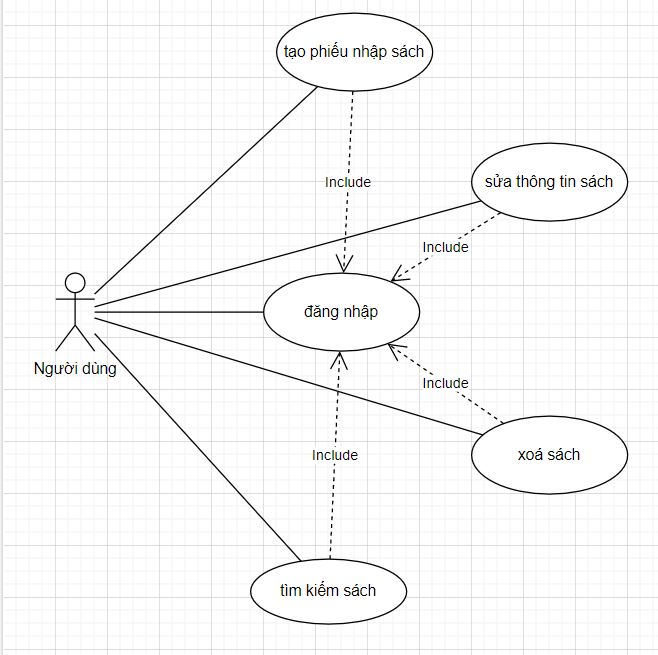 tạo phiếu nhập sách
Include
sửa thông tin sách
Include
đăng nhập
Người dùng
Include
Include
xoá sách
tìm kiếm sách